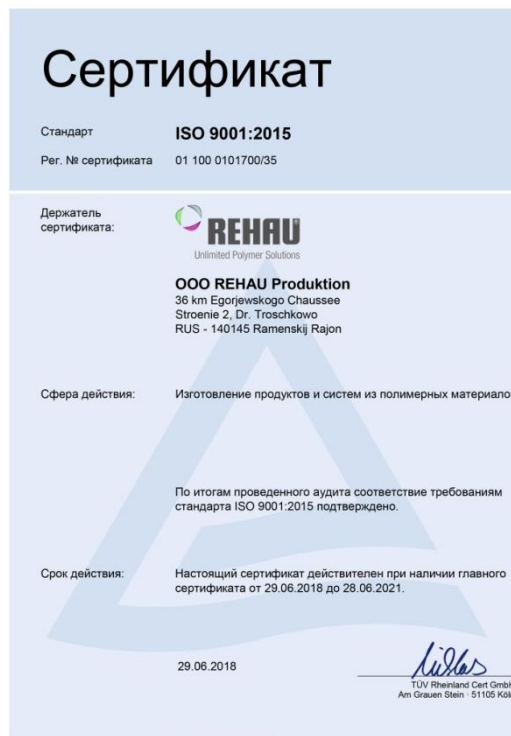 Сертификат
Стандарт ISO 9001:2015
Рег. № сертификата 01 100 0101700/35
Держатель
сертификата:
REHAU
Unlimited Polymer Solutions
ООО REHAU Produktion
36 km Egorjewskogo Chaussee
Stroenie 2, Dr. Troschkowo
RUS - 140145 Ramenskij Rajon
Сфера действия: Изготовление продуктов и систем из полимерных материало
По итогам проведенного аудита соответствие требованиям
стандарта ISO 9001:2015 подтверждено.
Срок действия: Настоящий сертификат действителен при наличии главного
сертификата от 29.06.2018 до 28.06.2021.
29.06.2018
TÜV Rheinland Cert GmbH
Am Grauen Stein · 51105 Köln